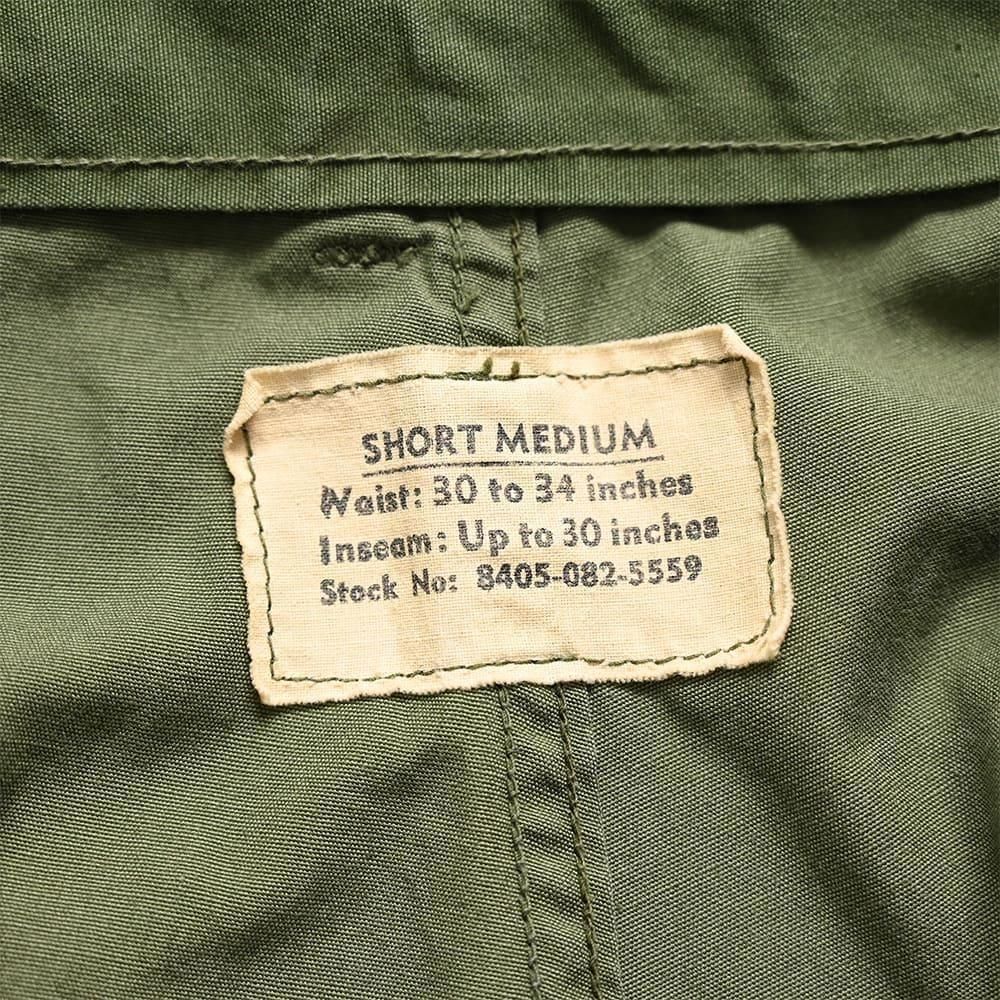 SHORT MEDIUM
Waist: 30 to 34 inches
Inseam: Up to 30 inches
Stock No: 8405-082-5559